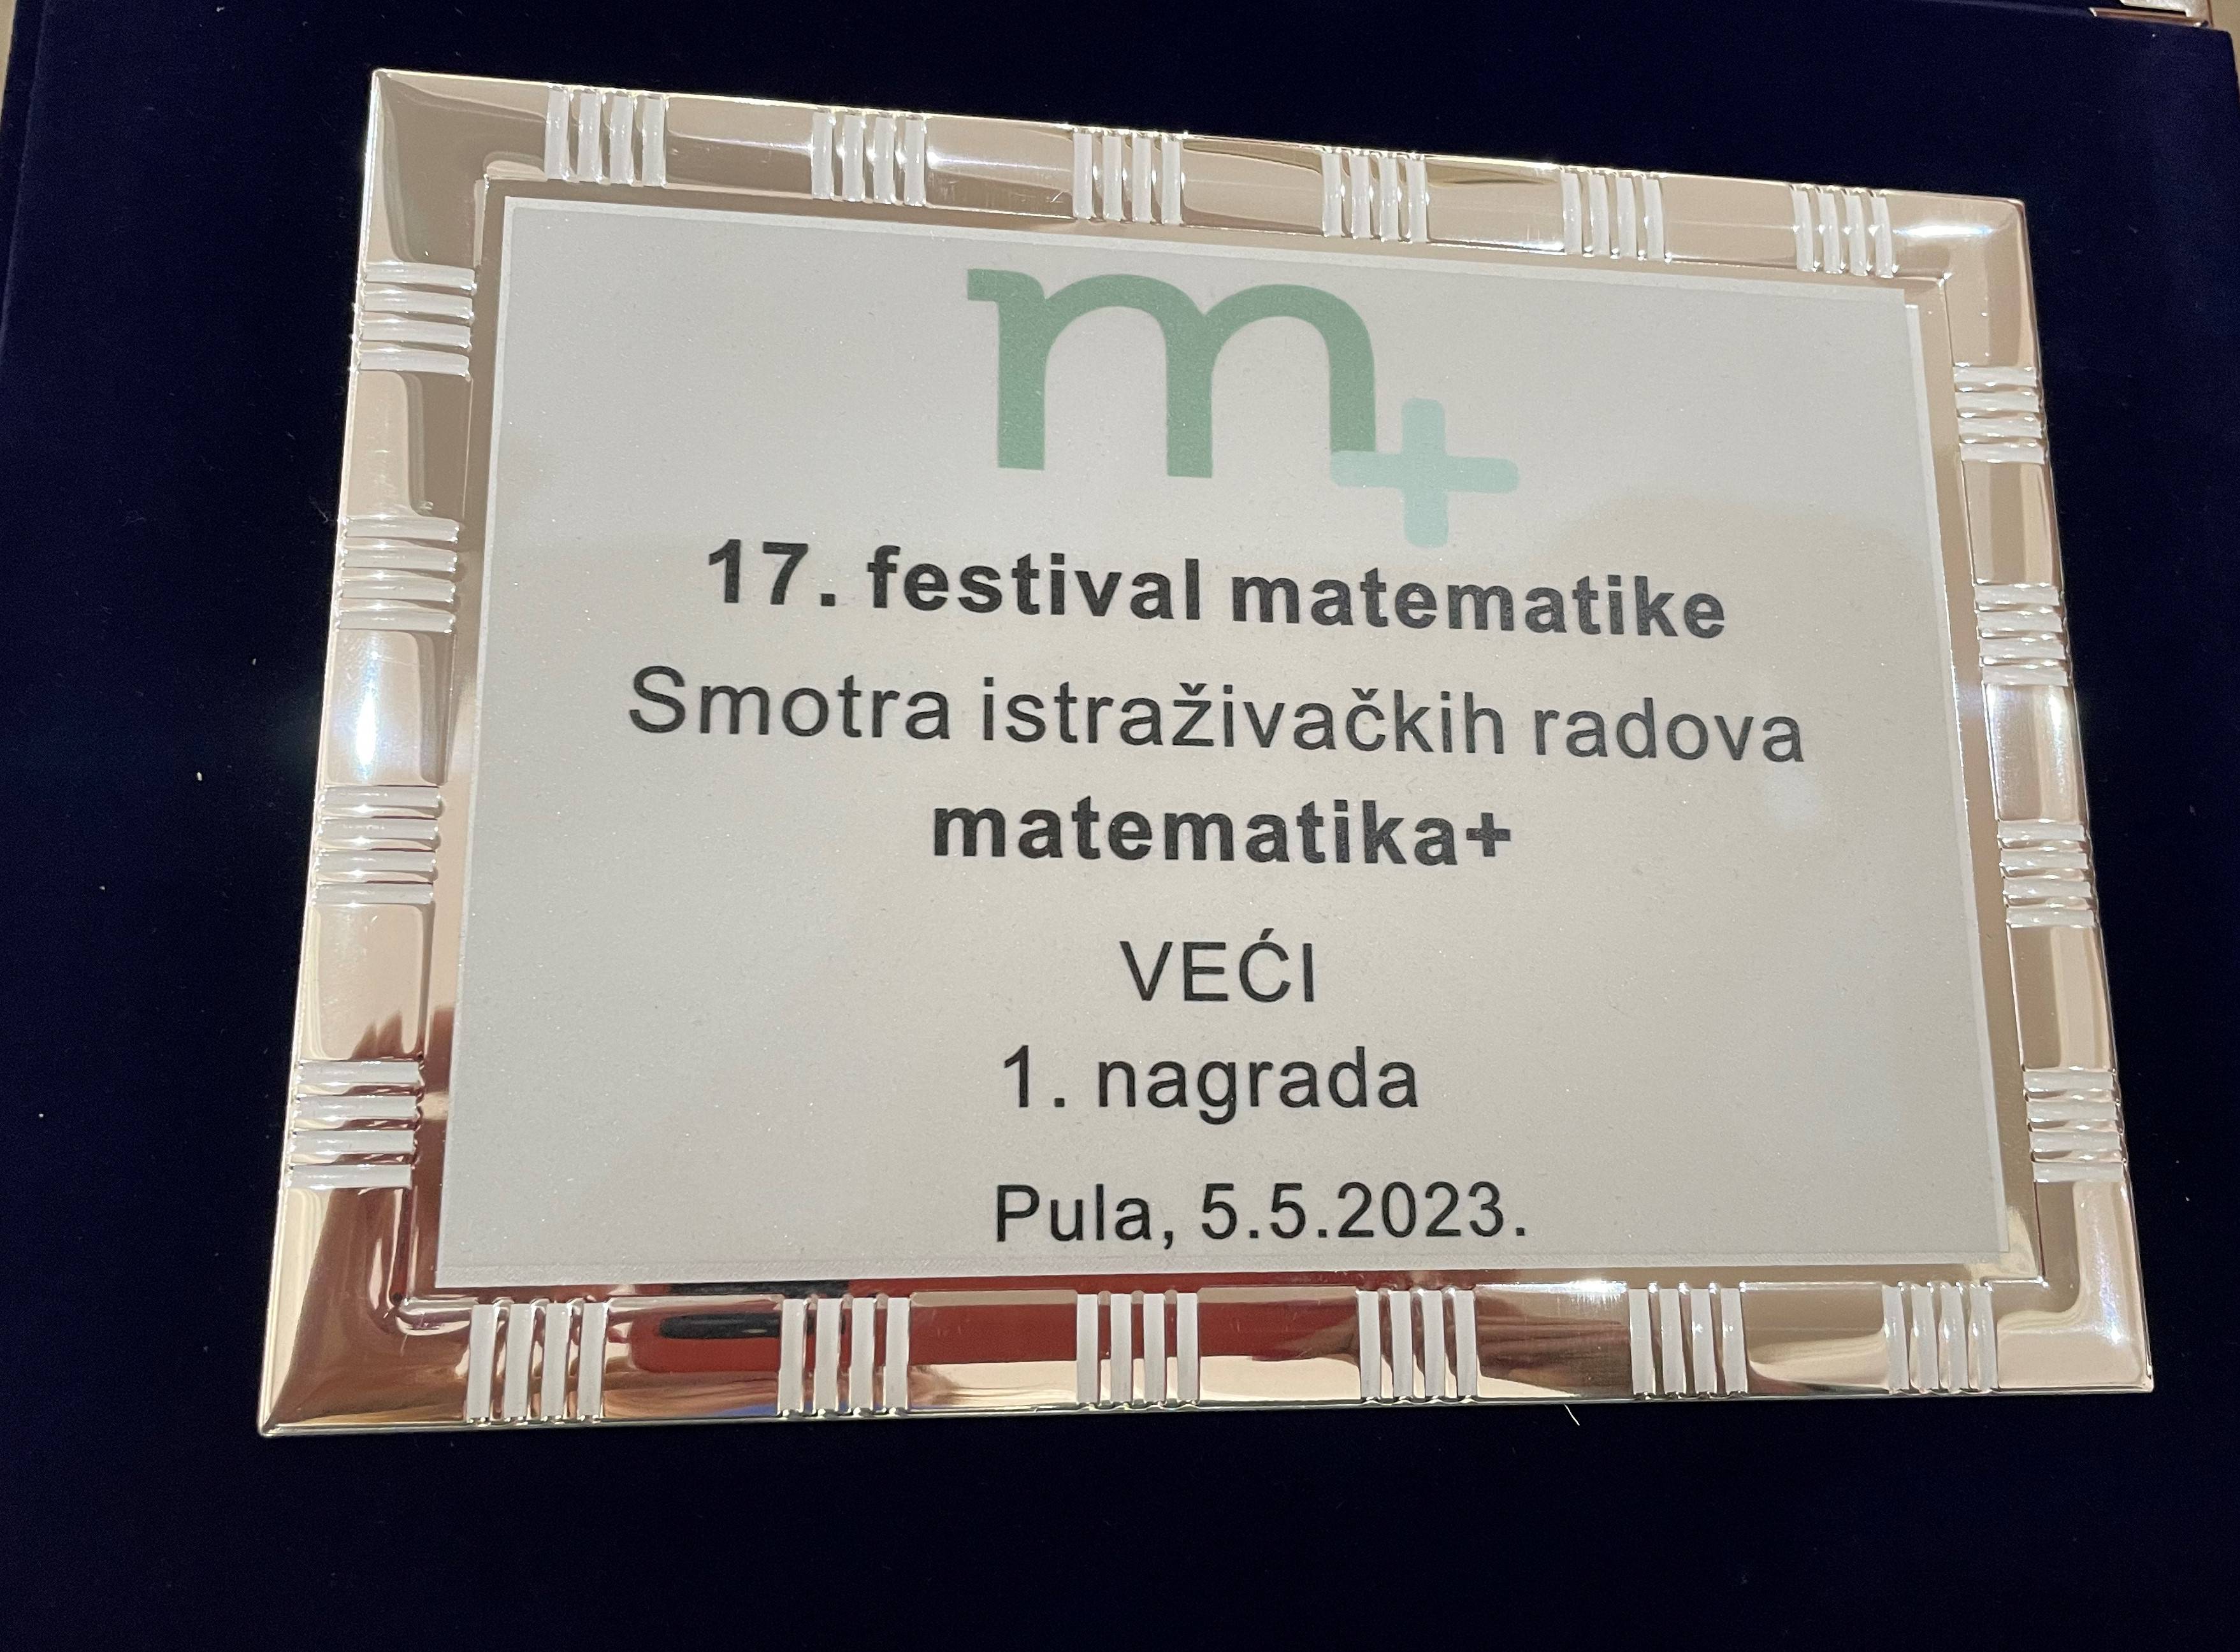 m+
17. festival matematike
Smotra istraživačkih radova
matematika+
VEĆI
1. nagrada
Pula, 5.5.2023.